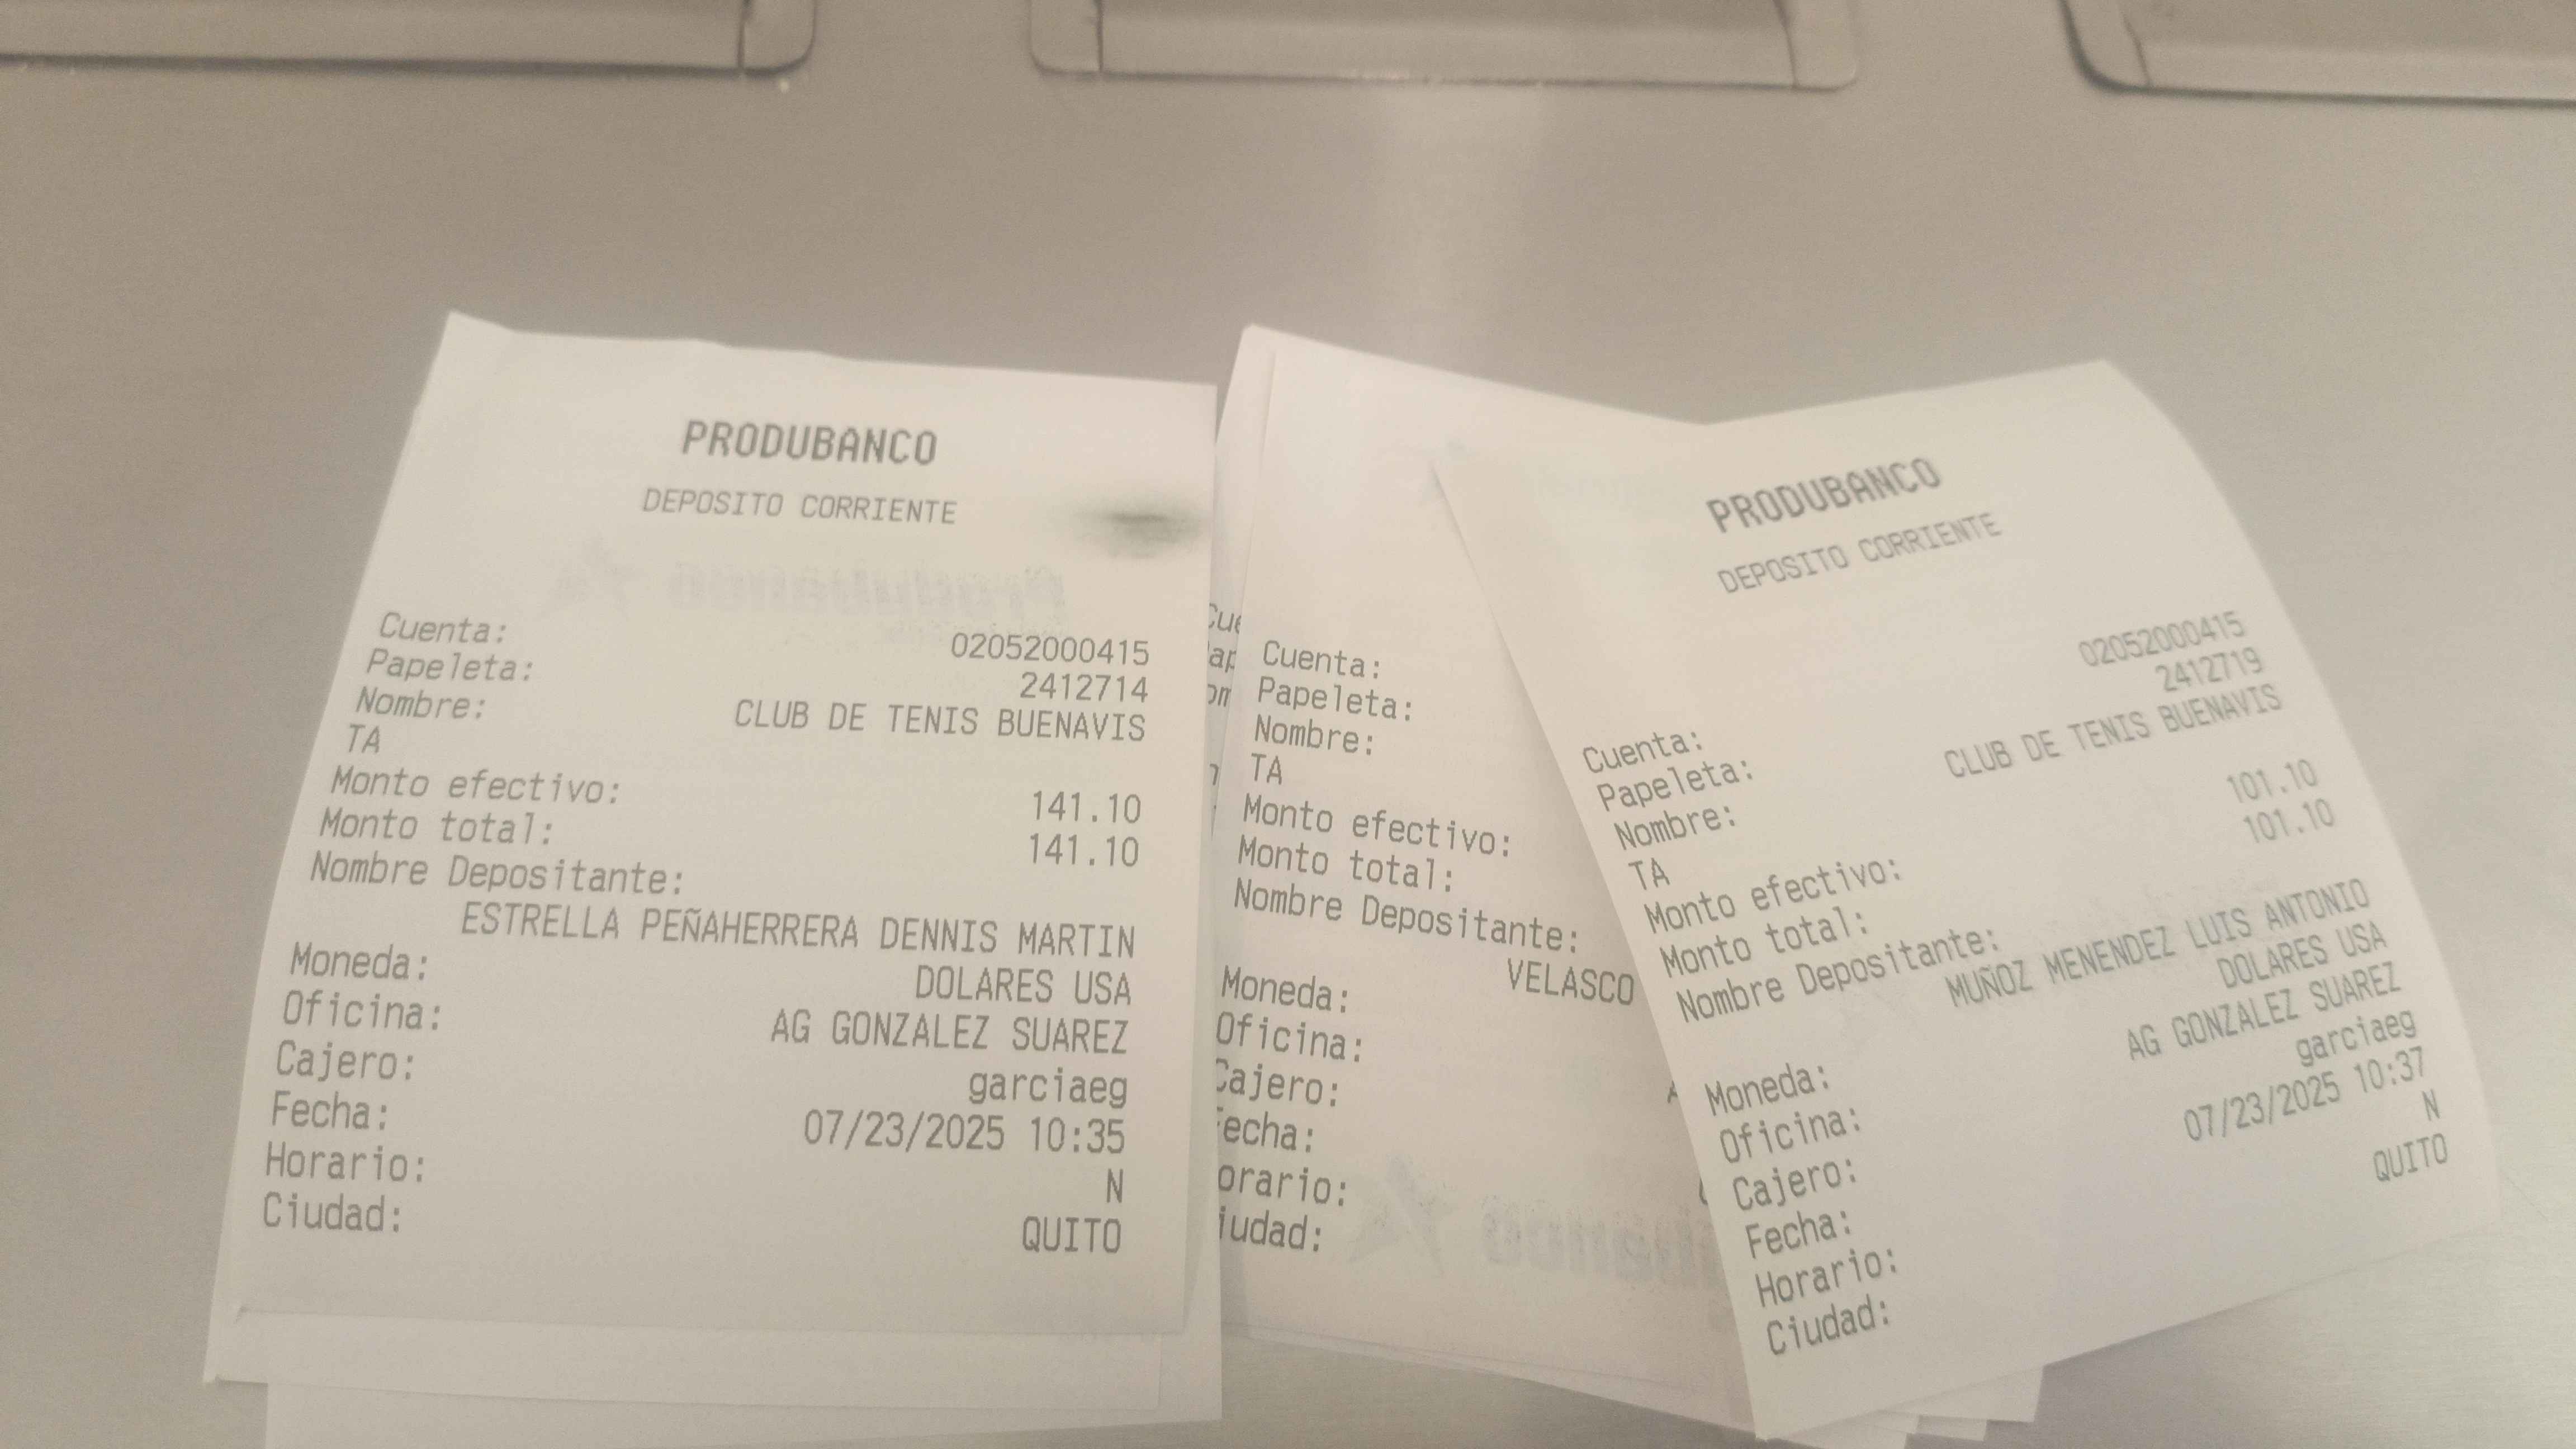 PRODUBANCO
DEPOSITO CORRIENTE
Cuenta: 02052000415
Papeleta: 2412714
Nombre: CLUB DE TENIS BUENAVIS
TA
Monto efectivo: 141.10
Monto total: 141.10
Nombre Depositante:
ESTRELLA PEÑAHERRERA DENNIS MARTIN
Moneda: DOLARES USA
Oficina: AG GONZALEZ SUAREZ
Cajero: garciaeg
Fecha: 07/23/2025 10:35
Horario: N
Ciudad: QUITO
Cuenta:
Papeleta:
Nombre:
TA
Monto efectivo:
Monto total:
Nombre Depositante:
VELASCO
Moneda:
Oficina:
Cajero:
echa:
orario:
iudad:
PRODUBANCO
DEPOSITO CORRIENTE
Cuenta: 02052000415
Papeleta: 2412719
Nombre: CLUB DE TENIS BUENAVIS
TA
Monto efectivo: 101.10
Monto total: 101.10
Nombre Depositante:
MUÑOZ MENENDEZ LUIS ANTONIO
Moneda: DOLARES USA
Oficina: AG GONZALEZ SUAREZ
Cajero: garciaeg
Fecha: 07/23/2025 10:37
Horario: N
Ciudad: QUITO